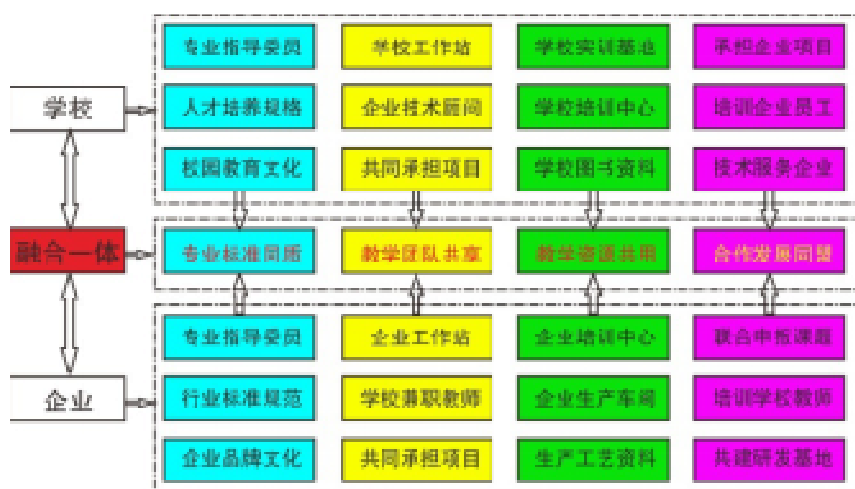 专业指导委员 学校工作站 学校实训基地 承担企业项目
学校 人才培养规格 企业技术顾问 学校培训中心 培训企业员工
校园教育文化 共同承担项目 学校图书资料 技术服务企业
融合一体 专业标准同质 教学团队共享 教学资源共用 合作发展同盟
专业指导委员 企业工作站 企业培训中心 联合申报课题
企业 行业标准规范 学校兼职教师 企业生产车间 培训学校教师
企业品牌文化 共同承担项目 生产工艺资料 共建研发基地